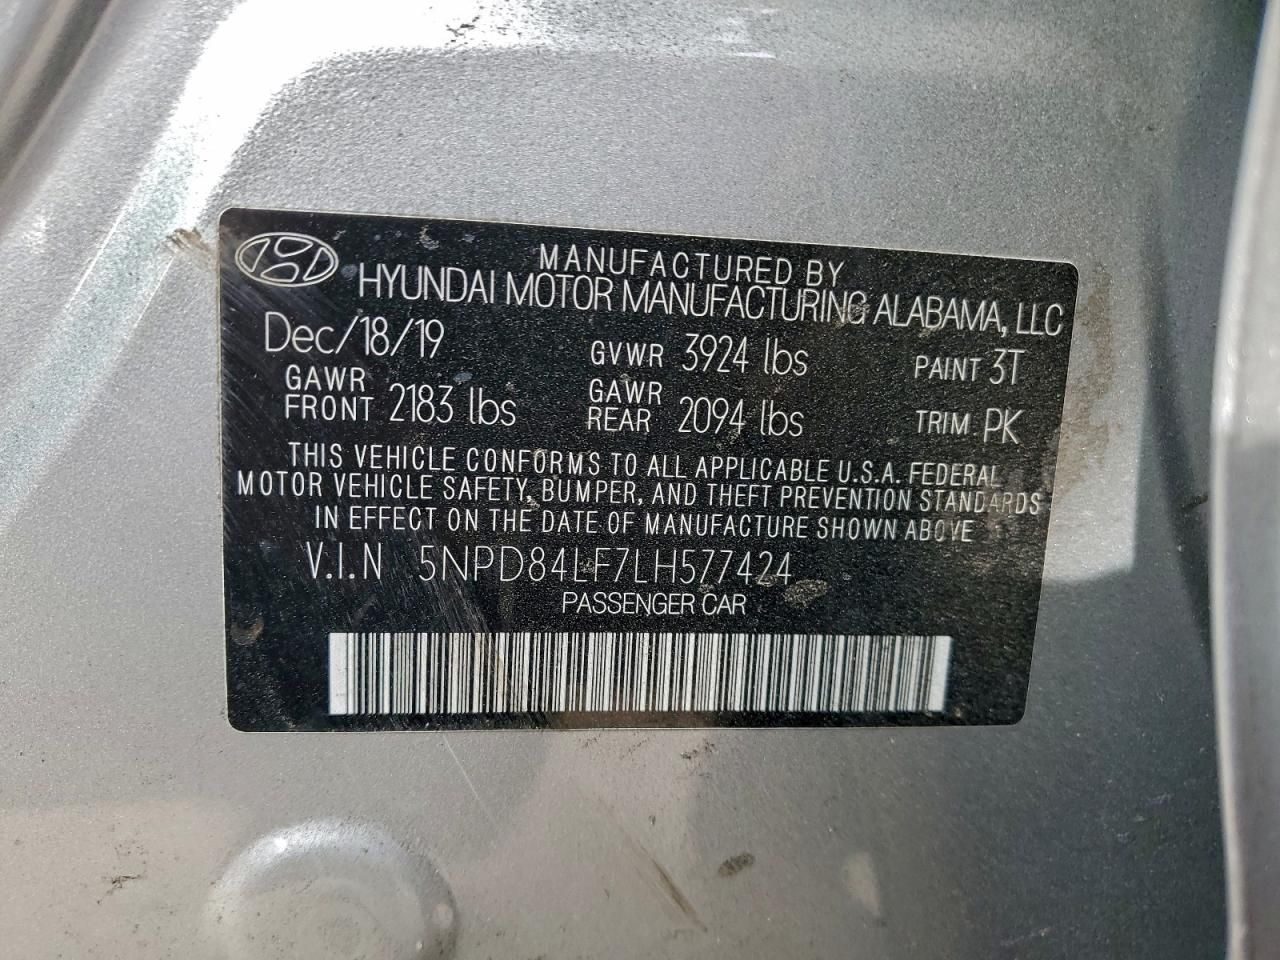 MANUFACTURED BY
HYUNDAI MOTOR MANUFACTURING ALABAMA, LLC
Dec/18/19 GVWR 3924 lbs PAINT 3T
GAWR FRONT 2183 lbs GAWR REAR 2094 lbs TRIM PK
THIS VEHICLE CONFORMS TO ALL APPLICABLE U.S.A. FEDERAL
MOTOR VEHICLE SAFETY, BUMPER, AND THEFT PREVENTION STANDARDS
IN EFFECT ON THE DATE OF MANUFACTURE SHOWN ABOVE
V.I.N 5NPD84LF7LH577424
PASSENGER CAR